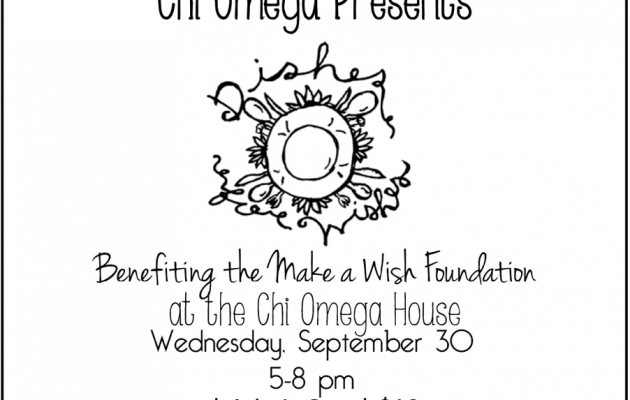 Chi Omega Presents
Dishes
Wishes
Benefiting the Make a Wish Foundation
at the Chi Omega House
Wednesday, September 30
5-8 pm